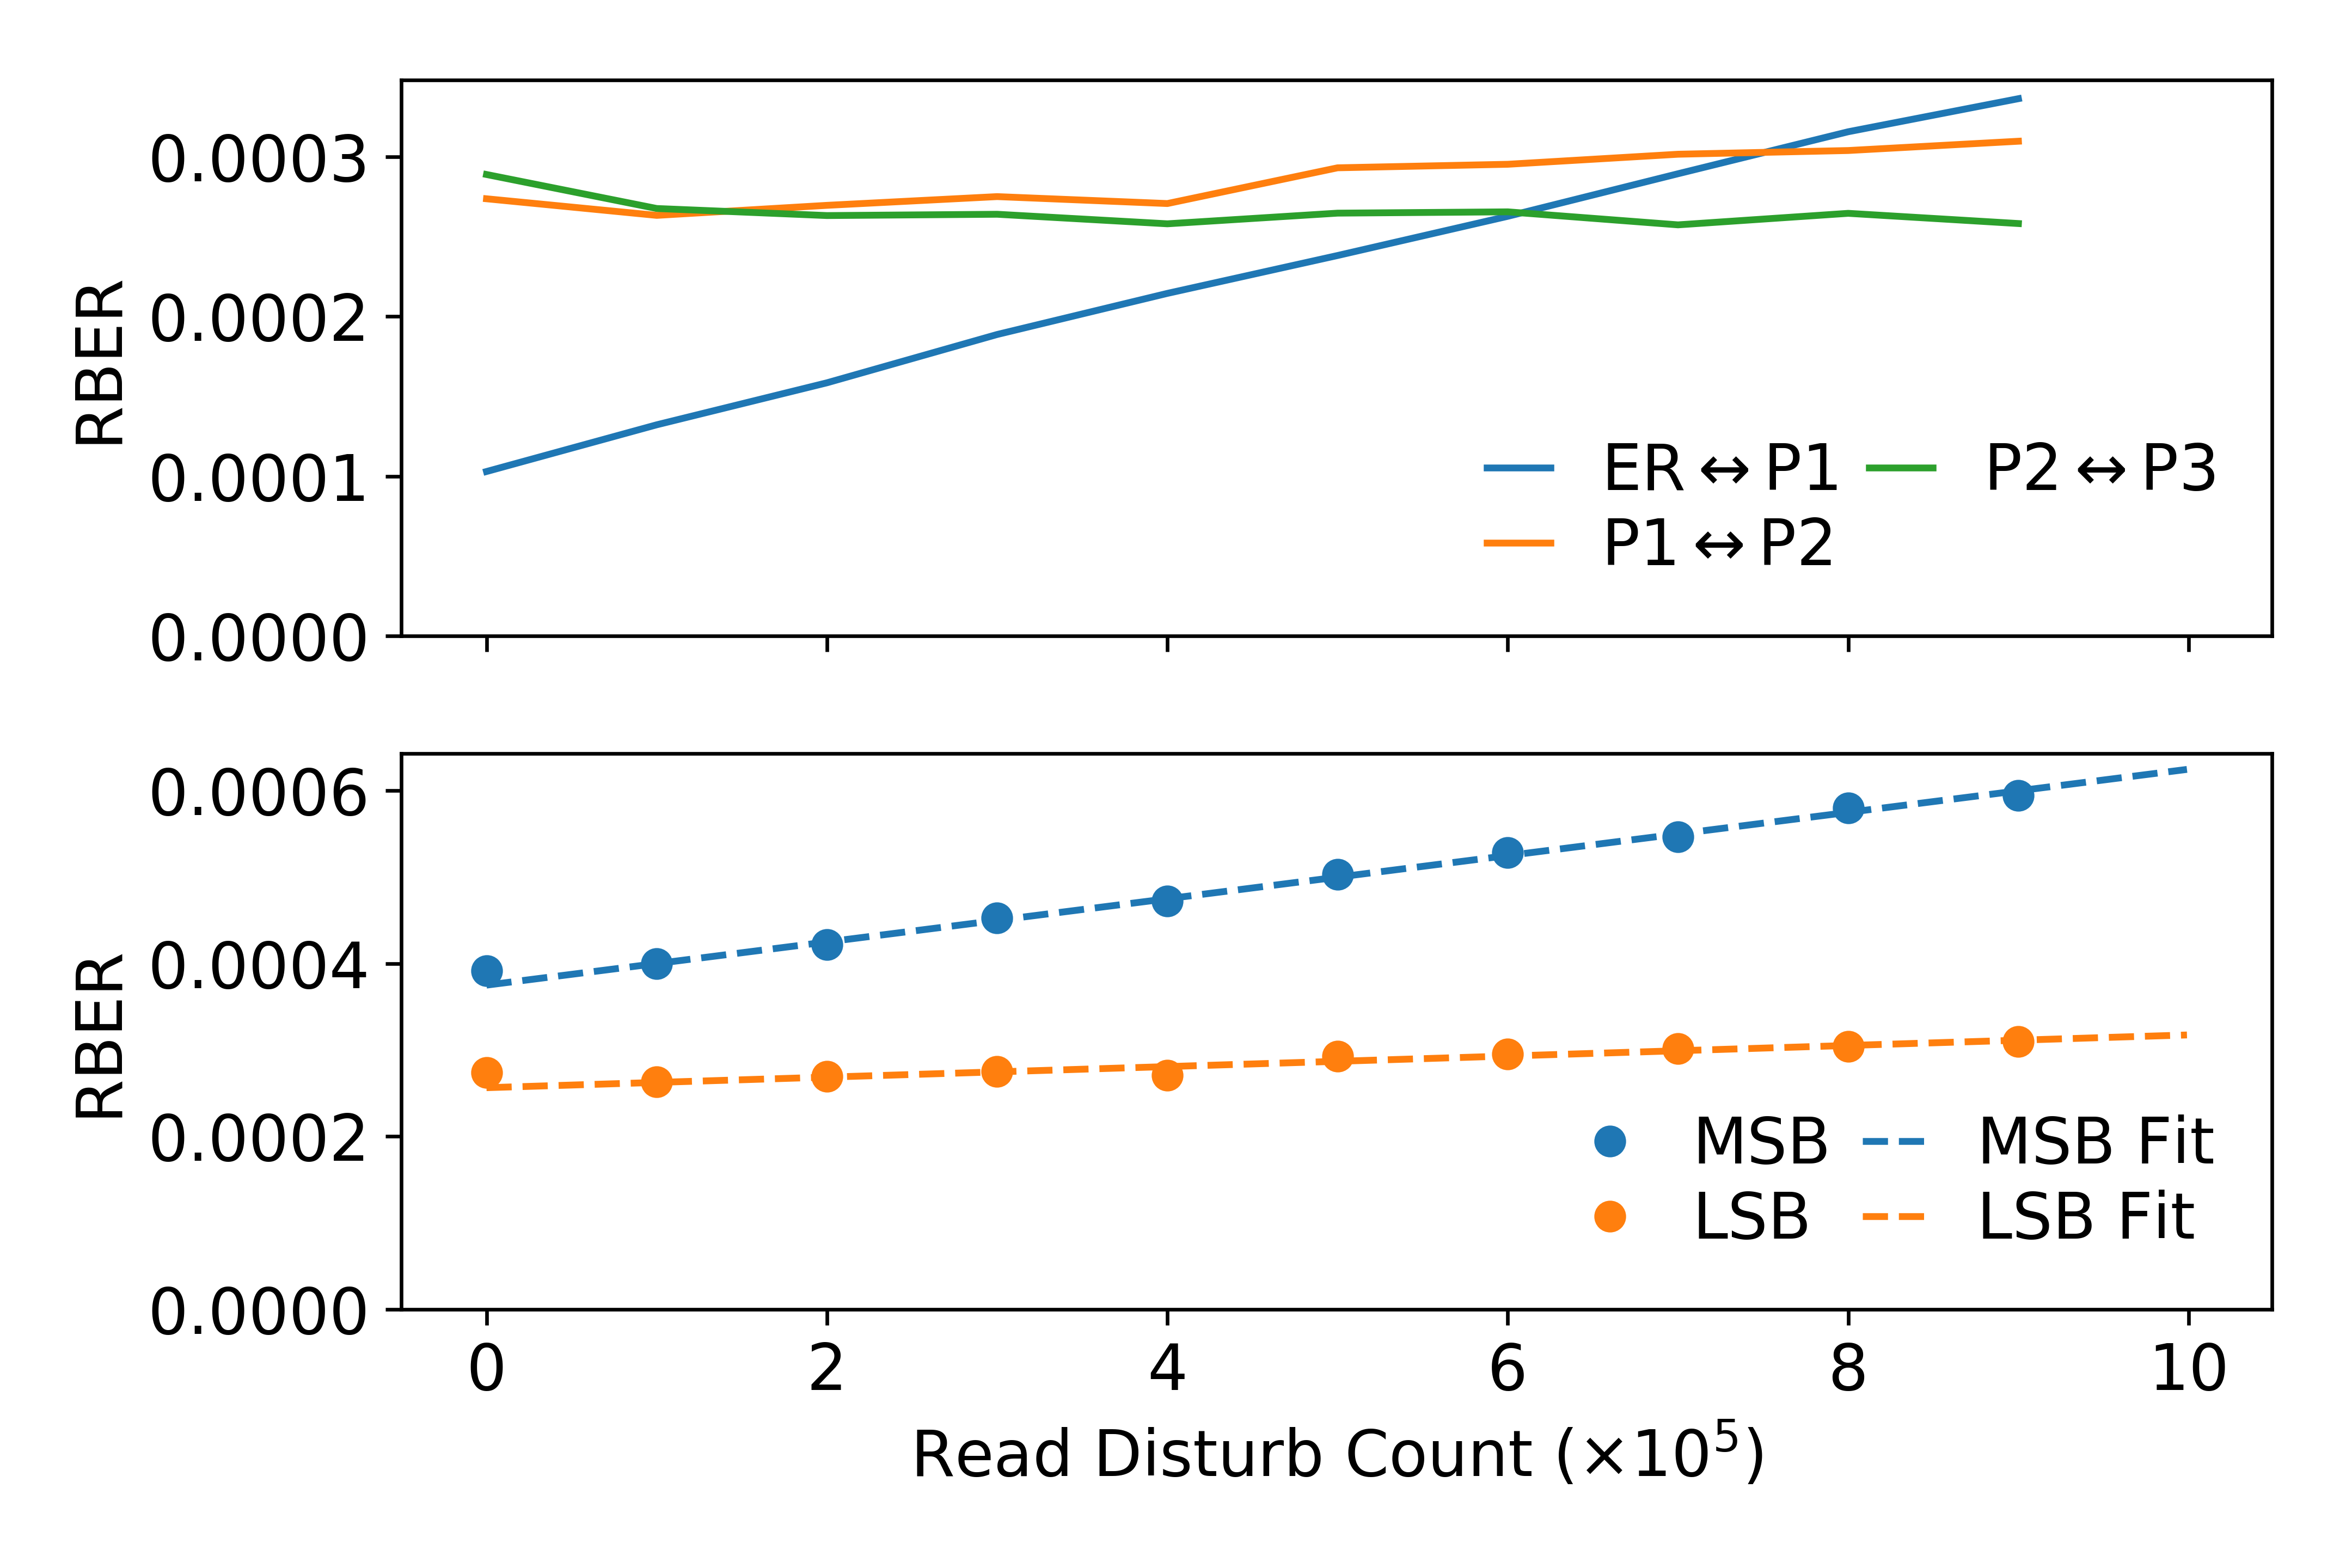 RBER
0.0003
0.0002
0.0001
0.0000
ER↔P1
P2↔P3
P1↔P2
RBER
0.0006
0.0004
0.0002
0.0000
MSB
MSB Fit
LSB
LSB Fit
0 2 4 6 8 10
Read Disturb Count (×10⁵)